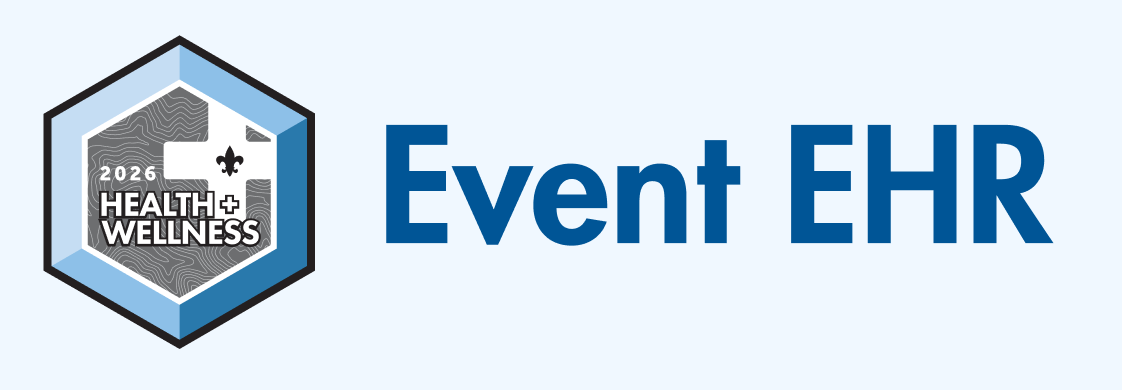 2026
HEALTH+
WELLNESS
Event EHR